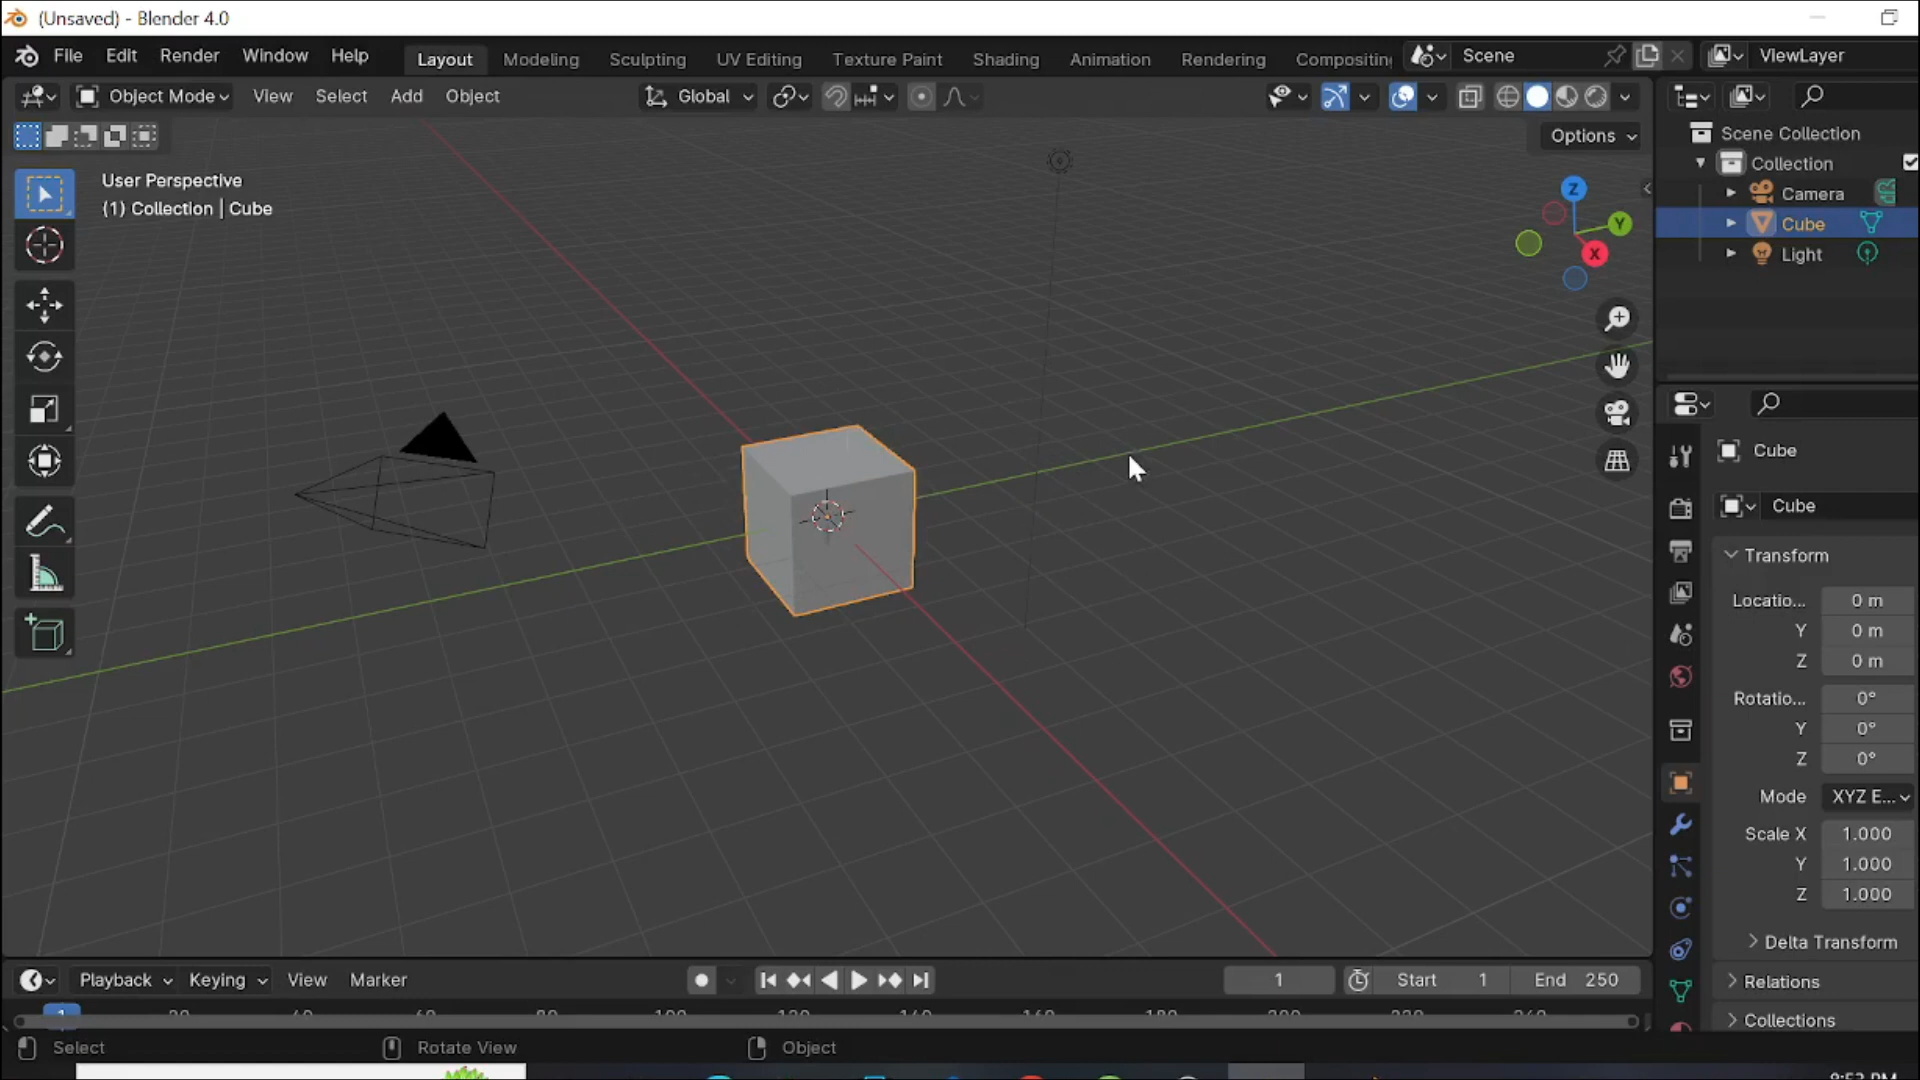 (Unsaved) - Blender 4.0
File Edit Render Window Help Layout Modeling Sculpting UV Editing Texture Paint Shading Animation Rendering Compositing Scene ViewLayer
Object Mode View Select Add Object Global
Options
User Perspective
(1) Collection | Cube
Z
Y
X
Scene Collection
Collection
Camera
Cube
Light
Cube
Cube
Transform
Locatio... 0 m
Y 0 m
Z 0 m
Rotatio... 0°
Y 0°
Z 0°
Mode XYZ E...
Scale X 1.000
Y 1.000
Z 1.000
Delta Transform
Relations
Collections
Playback Keying View Marker 1 Start 1 End 250
1
Select Rotate View Object